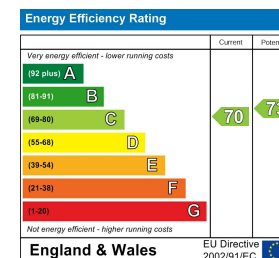 Energy Efficiency Rating
Current
Very energy efficient - lower running costs
(92 plus) A
(81-91) B
(69-80) C
70
(55-68) D
(39-54) E
(21-38) F
(1-20) G
Not energy efficient - higher running costs
England & Wales
EU Directive
2002/91/EC